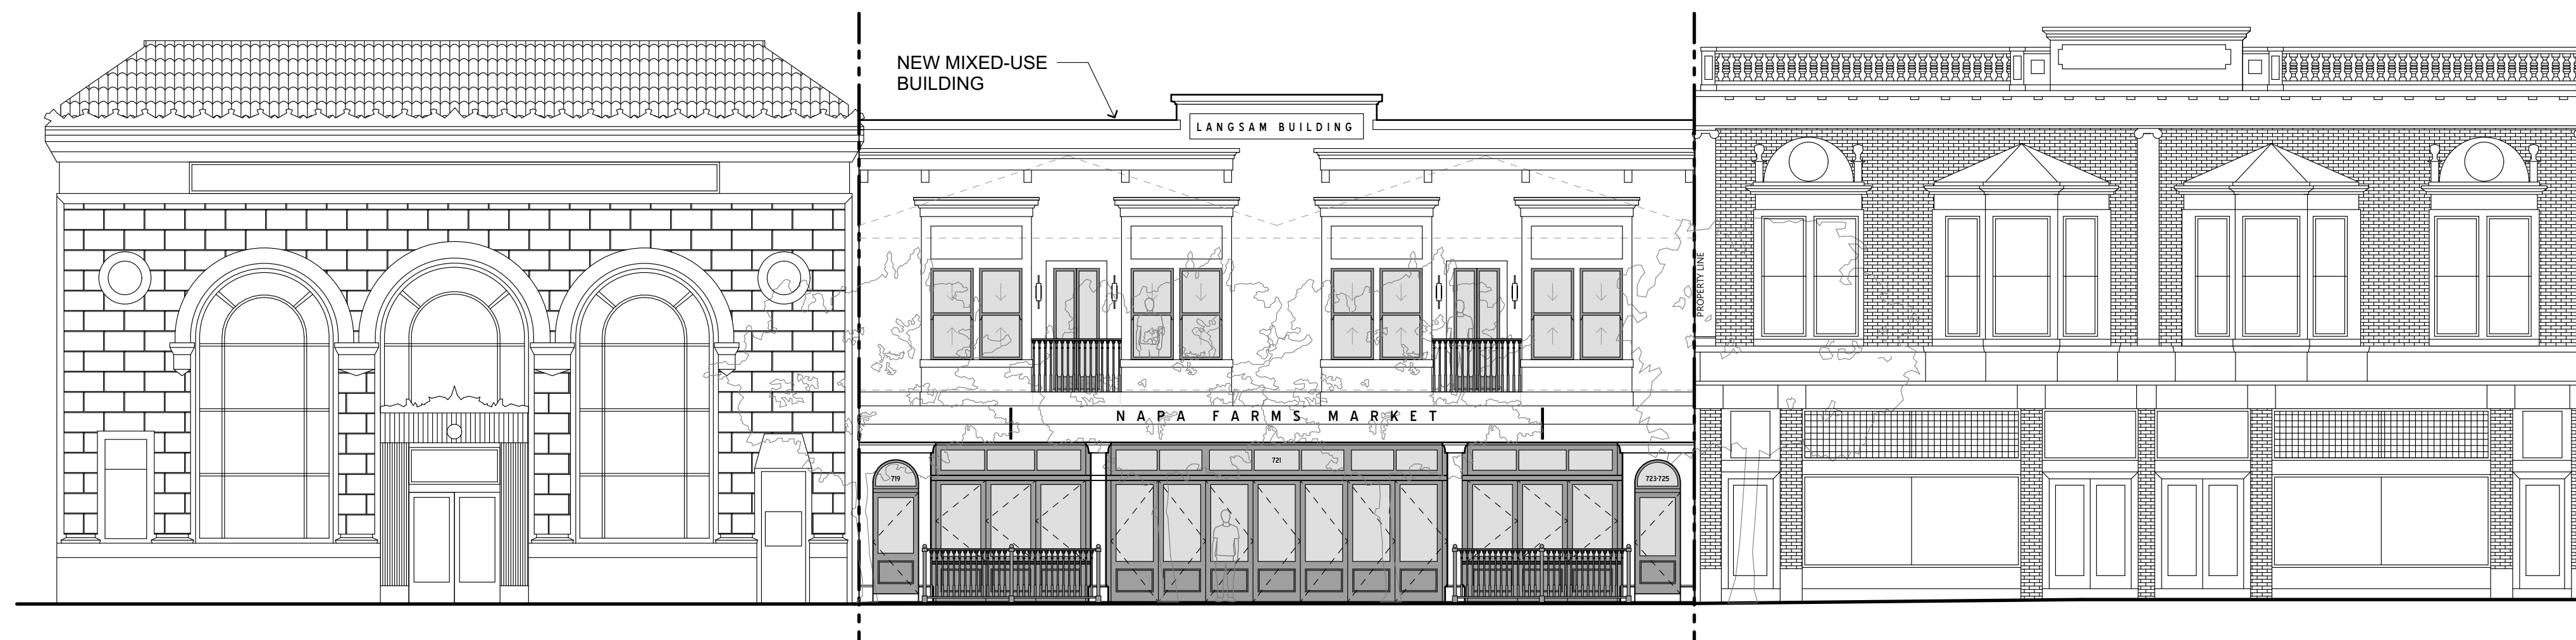 NEW MIXED-USE
BUILDING
LANGSAM BUILDING
PROPERTY LINE
NAPA FARMS MARKET
721
719
723-725